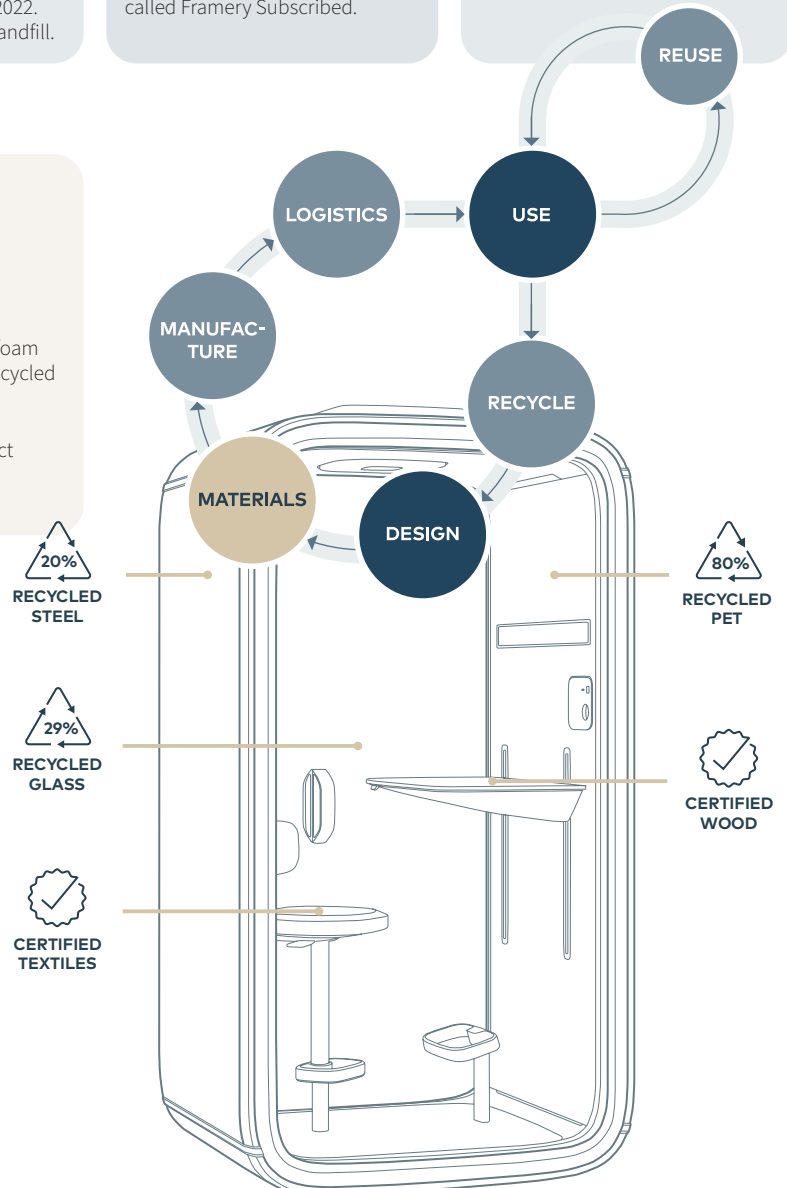 2022.
andfill.
called Framery Subscribed.
REUSE
LOGISTICS
USE
MANUFAC-
TURE
RECYCLE
cycled
ct
MATERIALS
DESIGN
20%
RECYCLED
STEEL
80%
RECYCLED
PET
29%
RECYCLED
GLASS
CERTIFIED
WOOD
CERTIFIED
TEXTILES